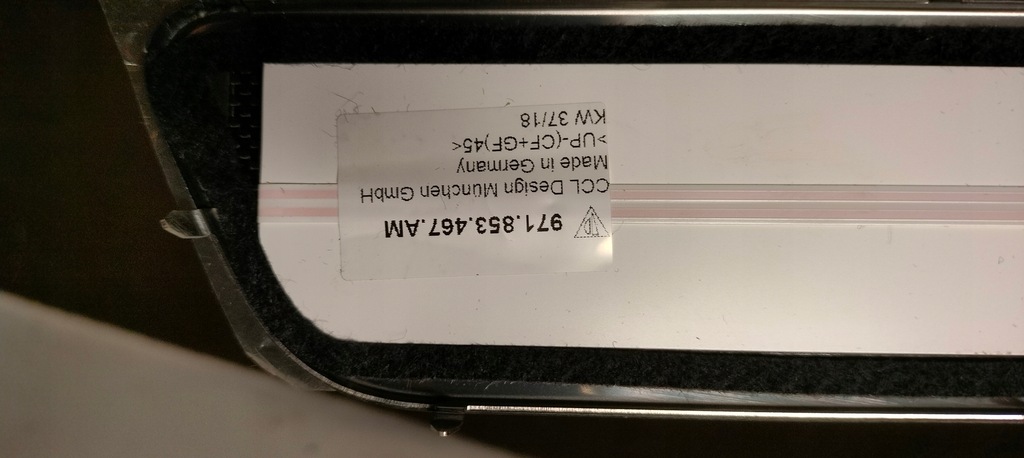 971.853.467.AM
CCL Design München GmbH
Made in Germany
>UP-(CF+GF)45<
KW 37/18